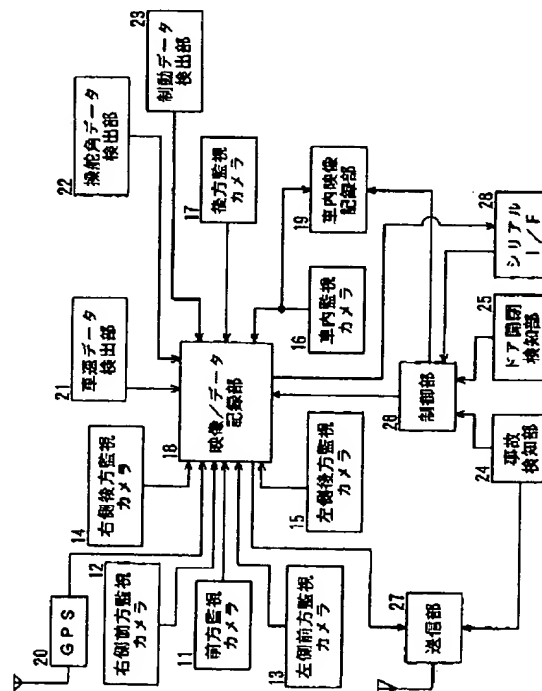 20
GPS
12
右側前方監視
カメラ
11
前方監視
カメラ
13
左側前方監視
カメラ
27
送信部
14
右側後方監視
カメラ
21
車速データ
検出部
22
操舵角データ
検出部
23
制動データ
検出部
18
映像/データ
記録部
17
後方監視
カメラ
15
左側後方監視
カメラ
16
車内監視
カメラ
19
車内映像
記録部
26
制御部
24
事故
検知部
25
ドア開閉
検知部
28
シリアル
I/F